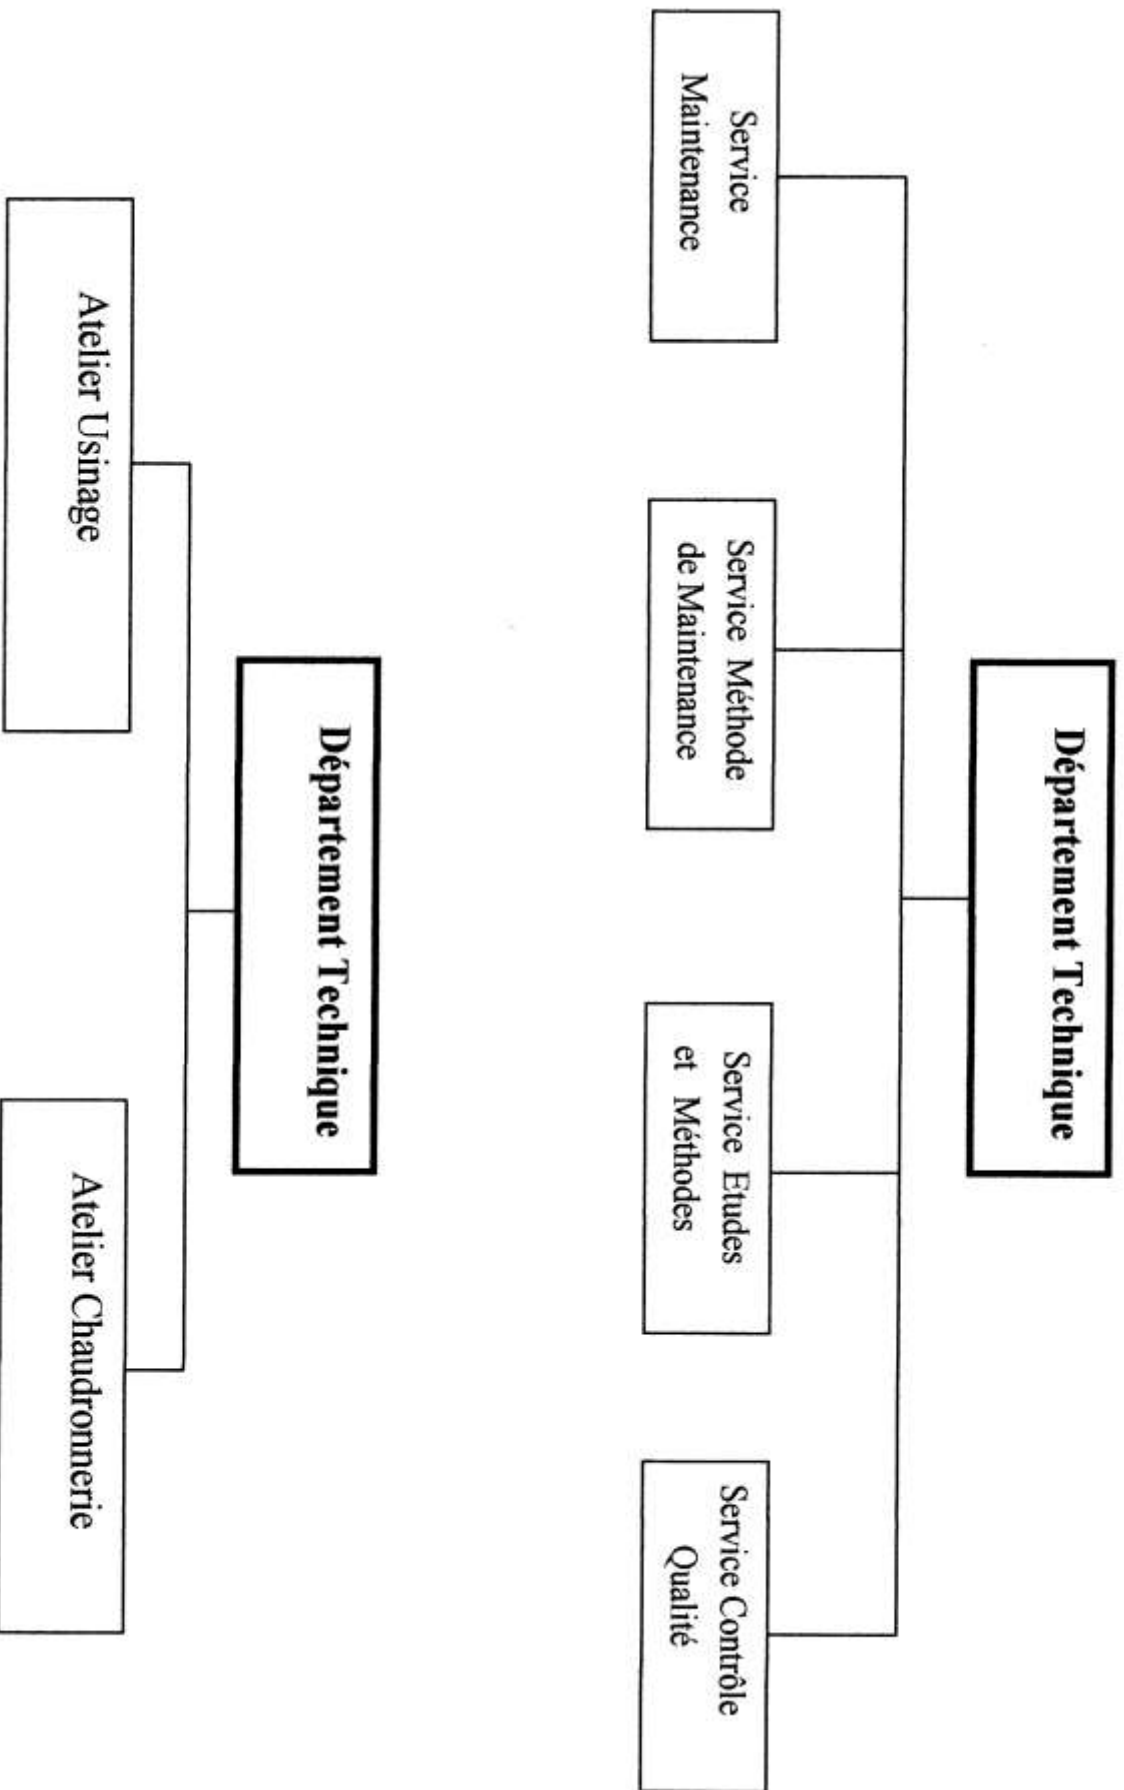 Département Technique
Service
Maintenance
Service Méthode
de Maintenance
Service Etudes
et Méthodes
Service Contrôle
Qualité
Département Technique
Atelier Usinage
Atelier Chaudronnerie